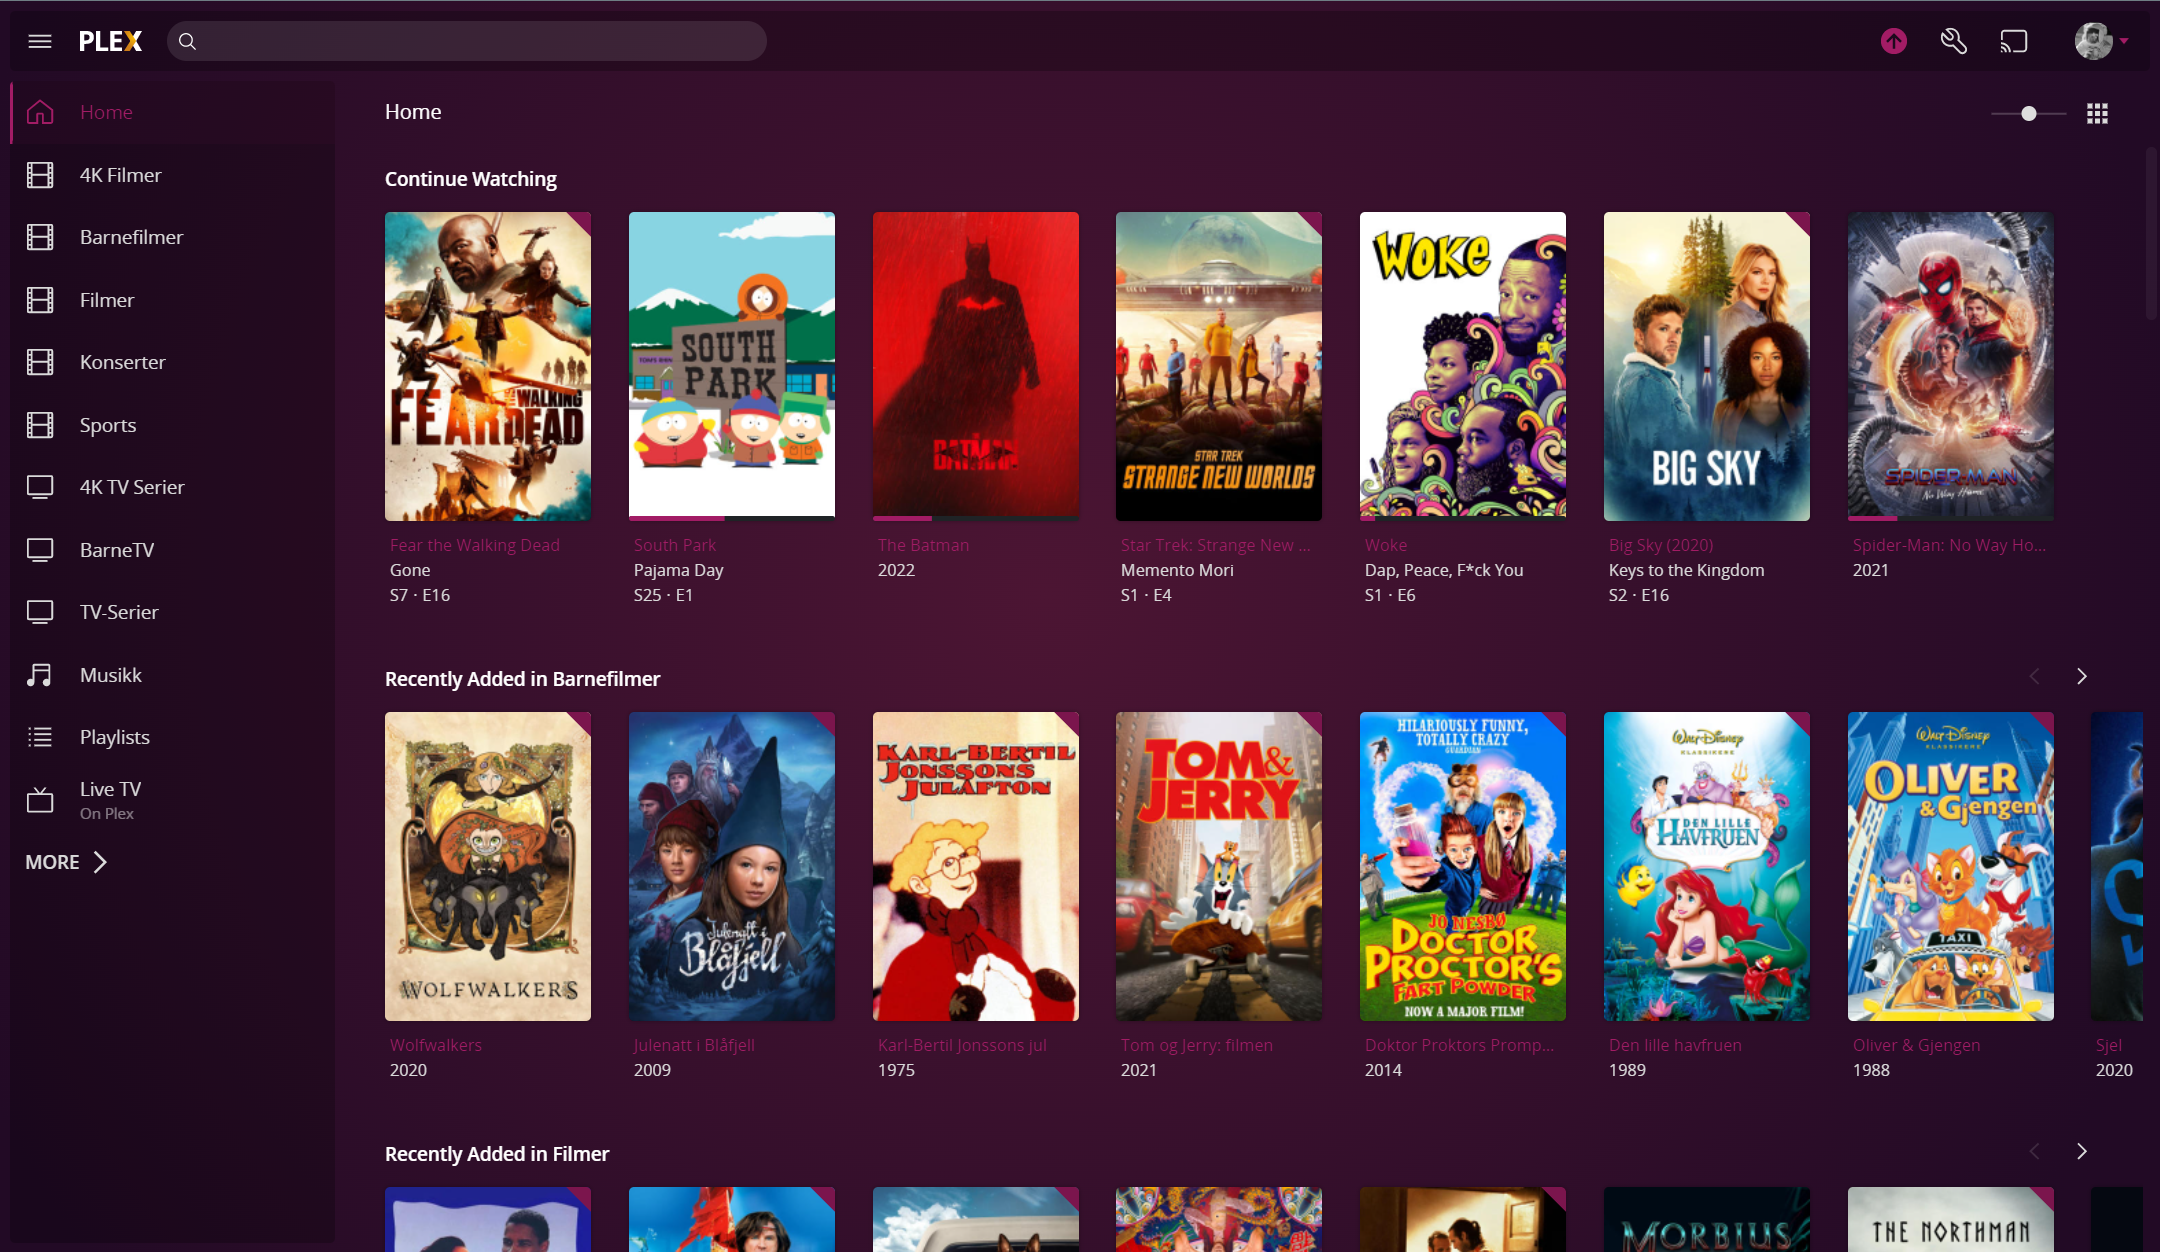 PLEX
Home
4K Filmer
Barnefilmer
Filmer
Konserter
Sports
4K TV Serier
BarneTV
TV-Serier
Musikk
Playlists
Live TV
On Plex
MORE
Home
Continue Watching
FEAR THE WALKING DEAD
SOUTH PARK
THE BATMAN
STAR TREK
STRANGE NEW WORLDS
WOKE
BIG SKY
SPIDER-MAN
No Way Home
Fear the Walking Dead
Gone
S7 · E16
South Park
Pajama Day
S25 · E1
The Batman
2022
Star Trek: Strange New ...
Memento Mori
S1 · E4
Woke
Dap, Peace, F*ck You
S1 · E6
Big Sky (2020)
Keys to the Kingdom
S2 · E16
Spider-Man: No Way Ho...
2021
Recently Added in Barnefilmer
WOLFWALKERS
Julenatt i
Blåfjell
KARL-BERTIL
JONSSONS
JULAFTON
TOM &
JERRY
HILARIOUSLY FUNNY,
TOTALLY CRAZY
GUARDIAN
JO NESBØ
DOCTOR
PROCTOR'S
FART POWDER
NOW A MAJOR FILM!
WALT DISNEY
KLASSIKERE
DEN LILLE
HAVFRUEN
WALT DISNEY
KLASSIKERE
OLIVER
& Gjengen
TAXI
Wolfwalkers
2020
Julenatt i Blåfjell
2009
Karl-Bertil Jonssons jul
1975
Tom og Jerry: filmen
2021
Doktor Proktors Promp...
2014
Den lille havfruen
1989
Oliver & Gjengen
1988
Sjel
2020
Recently Added in Filmer
MORBIUS
THE NORTHMAN